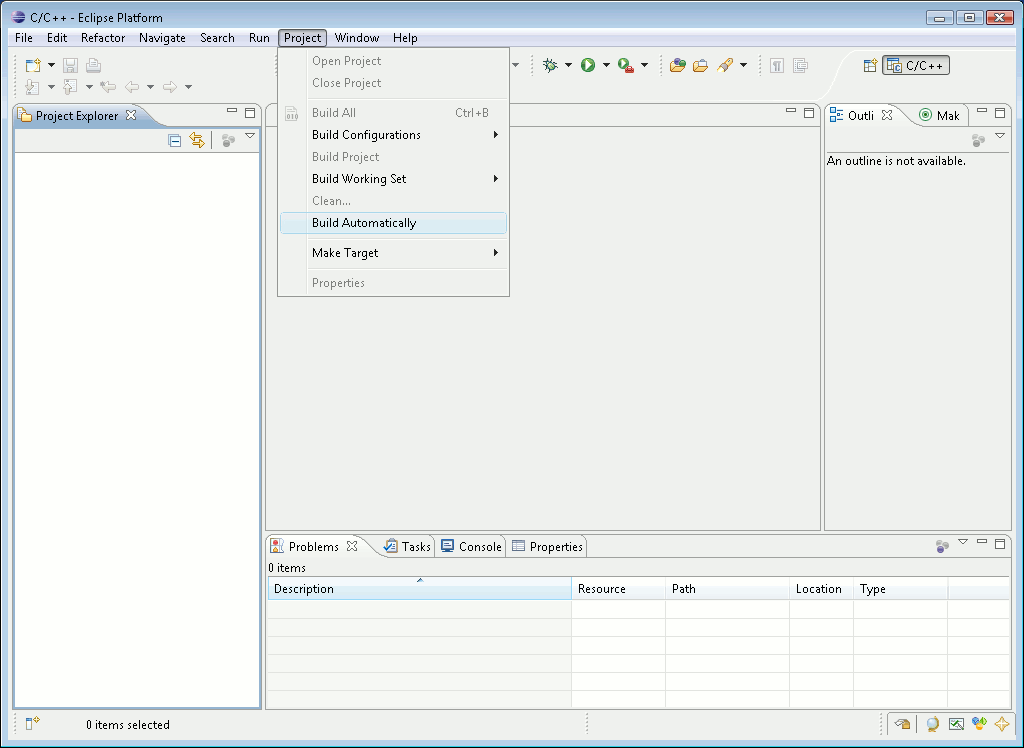 C/C++ - Eclipse Platform
File Edit Refactor Navigate Search Run Project Window Help
Open Project
Close Project
Build All Ctrl+B
Build Configurations
Build Project
Build Working Set
Clean...
Build Automatically
Make Target
Properties
C/C++
Project Explorer
Outli Mak
An outline is not available.
Problems Tasks Console Properties
0 items
Description Resource Path Location Type
0 items selected